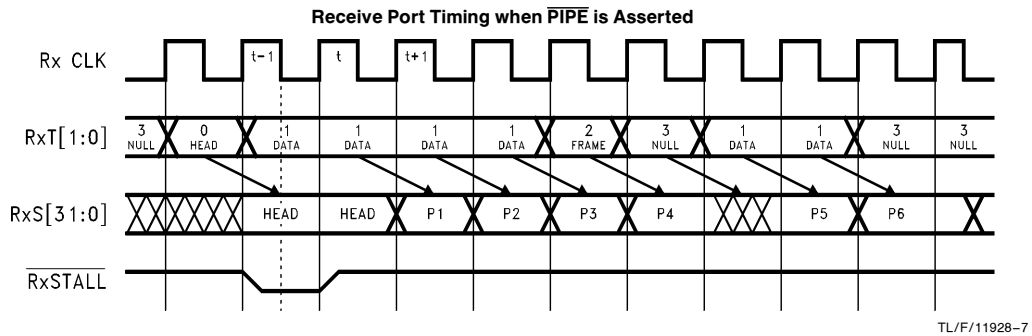 Receive Port Timing when PIPE is Asserted
Rx CLK
t-1 t t+1
RxT[1:0]
3 0 1 1 1 1 2 3 1 1 3 3
NULL HEAD DATA DATA DATA DATA FRAME NULL DATA DATA NULL NULL
RxS[31:0]
HEAD HEAD P1 P2 P3 P4 P5 P6
RxSTALL
TL/F/11928–7